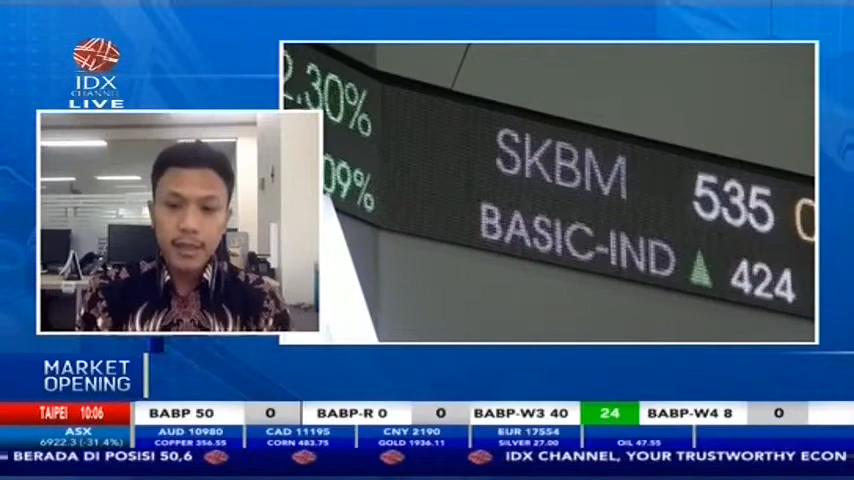 IDX
CHANNEL
LIVE
2.30%
.09%
SKBM
535
BASIC-IND
424
MARKET
OPENING
TAIPEI 10:06
BABP 50 0 BABP-R 0 0 BABP-W3 40 24 BABP-W4 8 0
ASX
6922.3 (-31.4%)
AUD 10980 CAD 11195 CNY 2190 EUR 17554
COPPER 356.55 CORN 483.75 GOLD 1936.11 SILVER 27.00 OIL 47.55
BERADA DI POSISI 50,6 IDX CHANNEL, YOUR TRUSTWORTHY ECON